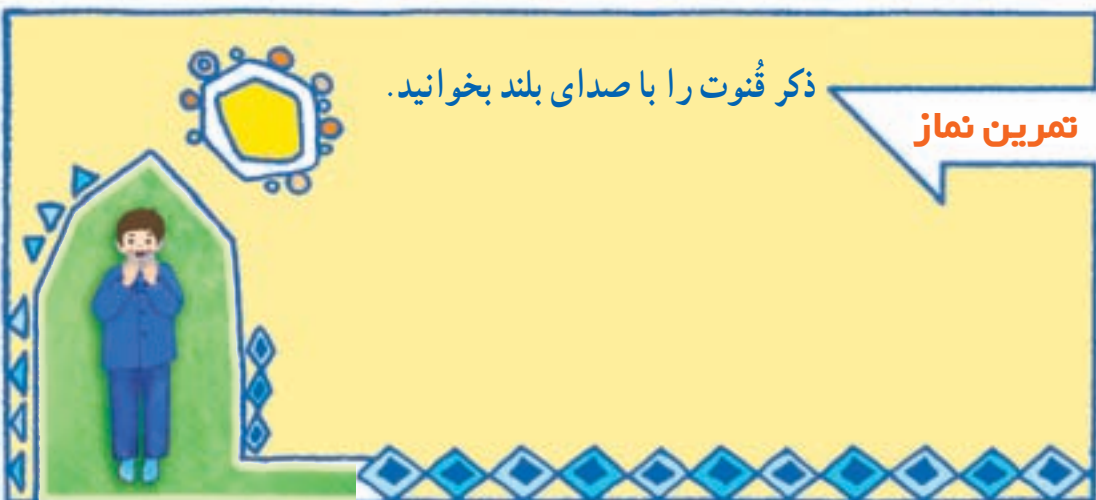 تمرین نماز
ذکر قُنوت را با صدای بلند بخوانید.